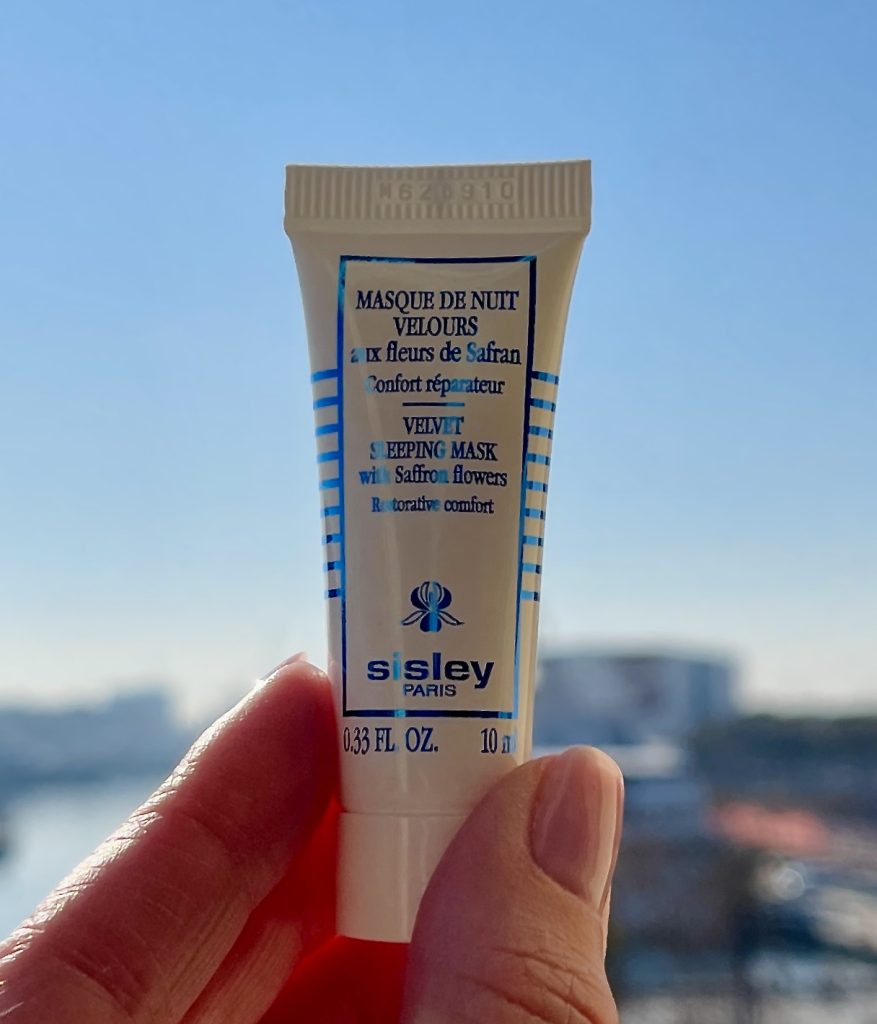 MASQUE DE NUIT
VELOURS
aux fleurs de Safran
Confort réparateur
VELVET
SLEEPING MASK
with Saffron flowers
Restorative comfort
sisley
PARIS
0.33 FL. OZ. 10 ml